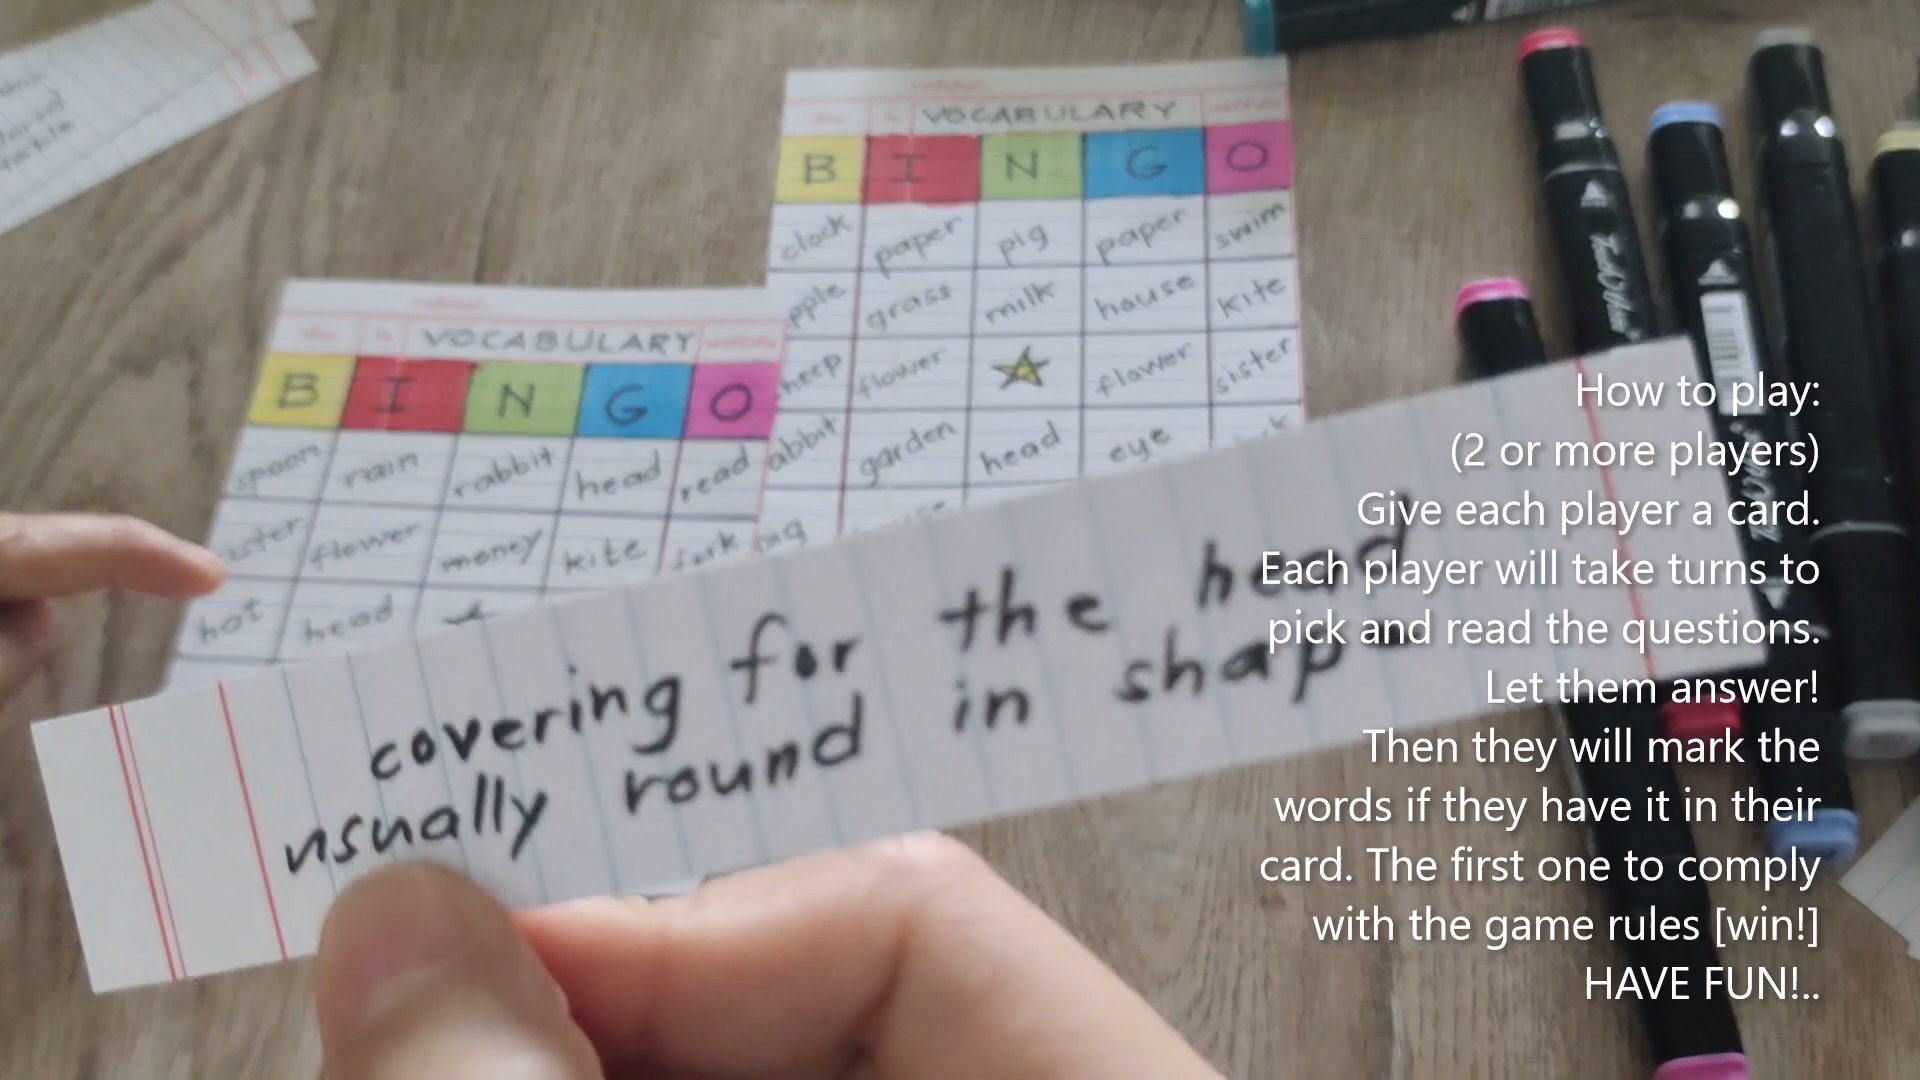 VOCABULARY
B I N G O
clock paper pig paper swim
grass milk house kite
flower flower sister
garden head eye
VOCABULARY
B I N G O
spoon rain rabbit head read
flower money kite fork
hot head
pig
covering for the head
usually round in shap
How to play:
(2 or more players)
Give each player a card.
Each player will take turns to
pick and read the questions.
Let them answer!
Then they will mark the
words if they have it in their
card. The first one to comply
with the game rules [win!]
HAVE FUN!..